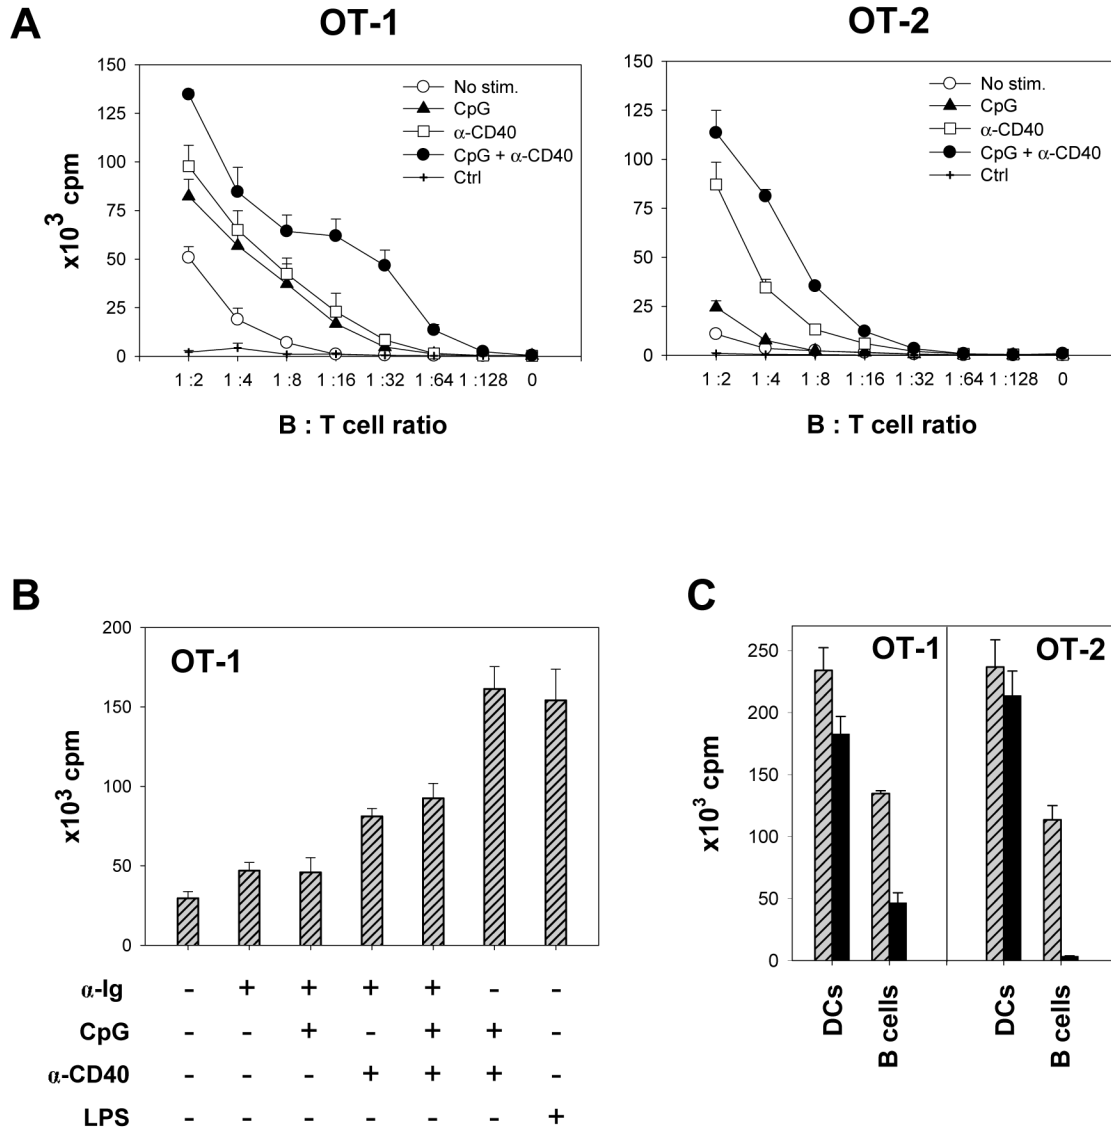 A
OT-1
150
125
100
75
50
25
0
x10³ cpm
No stim.
CpG
α-CD40
CpG + α-CD40
Ctrl
1 :2 1 :4 1 :8 1 :16 1 :32 1 :64 1 :128 0
B : T cell ratio
OT-2
150
125
100
75
50
25
0
No stim.
CpG
α-CD40
CpG + α-CD40
Ctrl
1 :2 1 :4 1 :8 1 :16 1 :32 1 :64 1 :128 0
B : T cell ratio
B
OT-1
200
150
100
50
0
x10³ cpm
α-Ig - + + + + - -
CpG - - + - + + -
α-CD40 - - - + + + -
LPS - - - - - - +
C
OT-1 OT-2
250
200
150
100
50
0
x10³ cpm
DCs
B cells
DCs
B cells